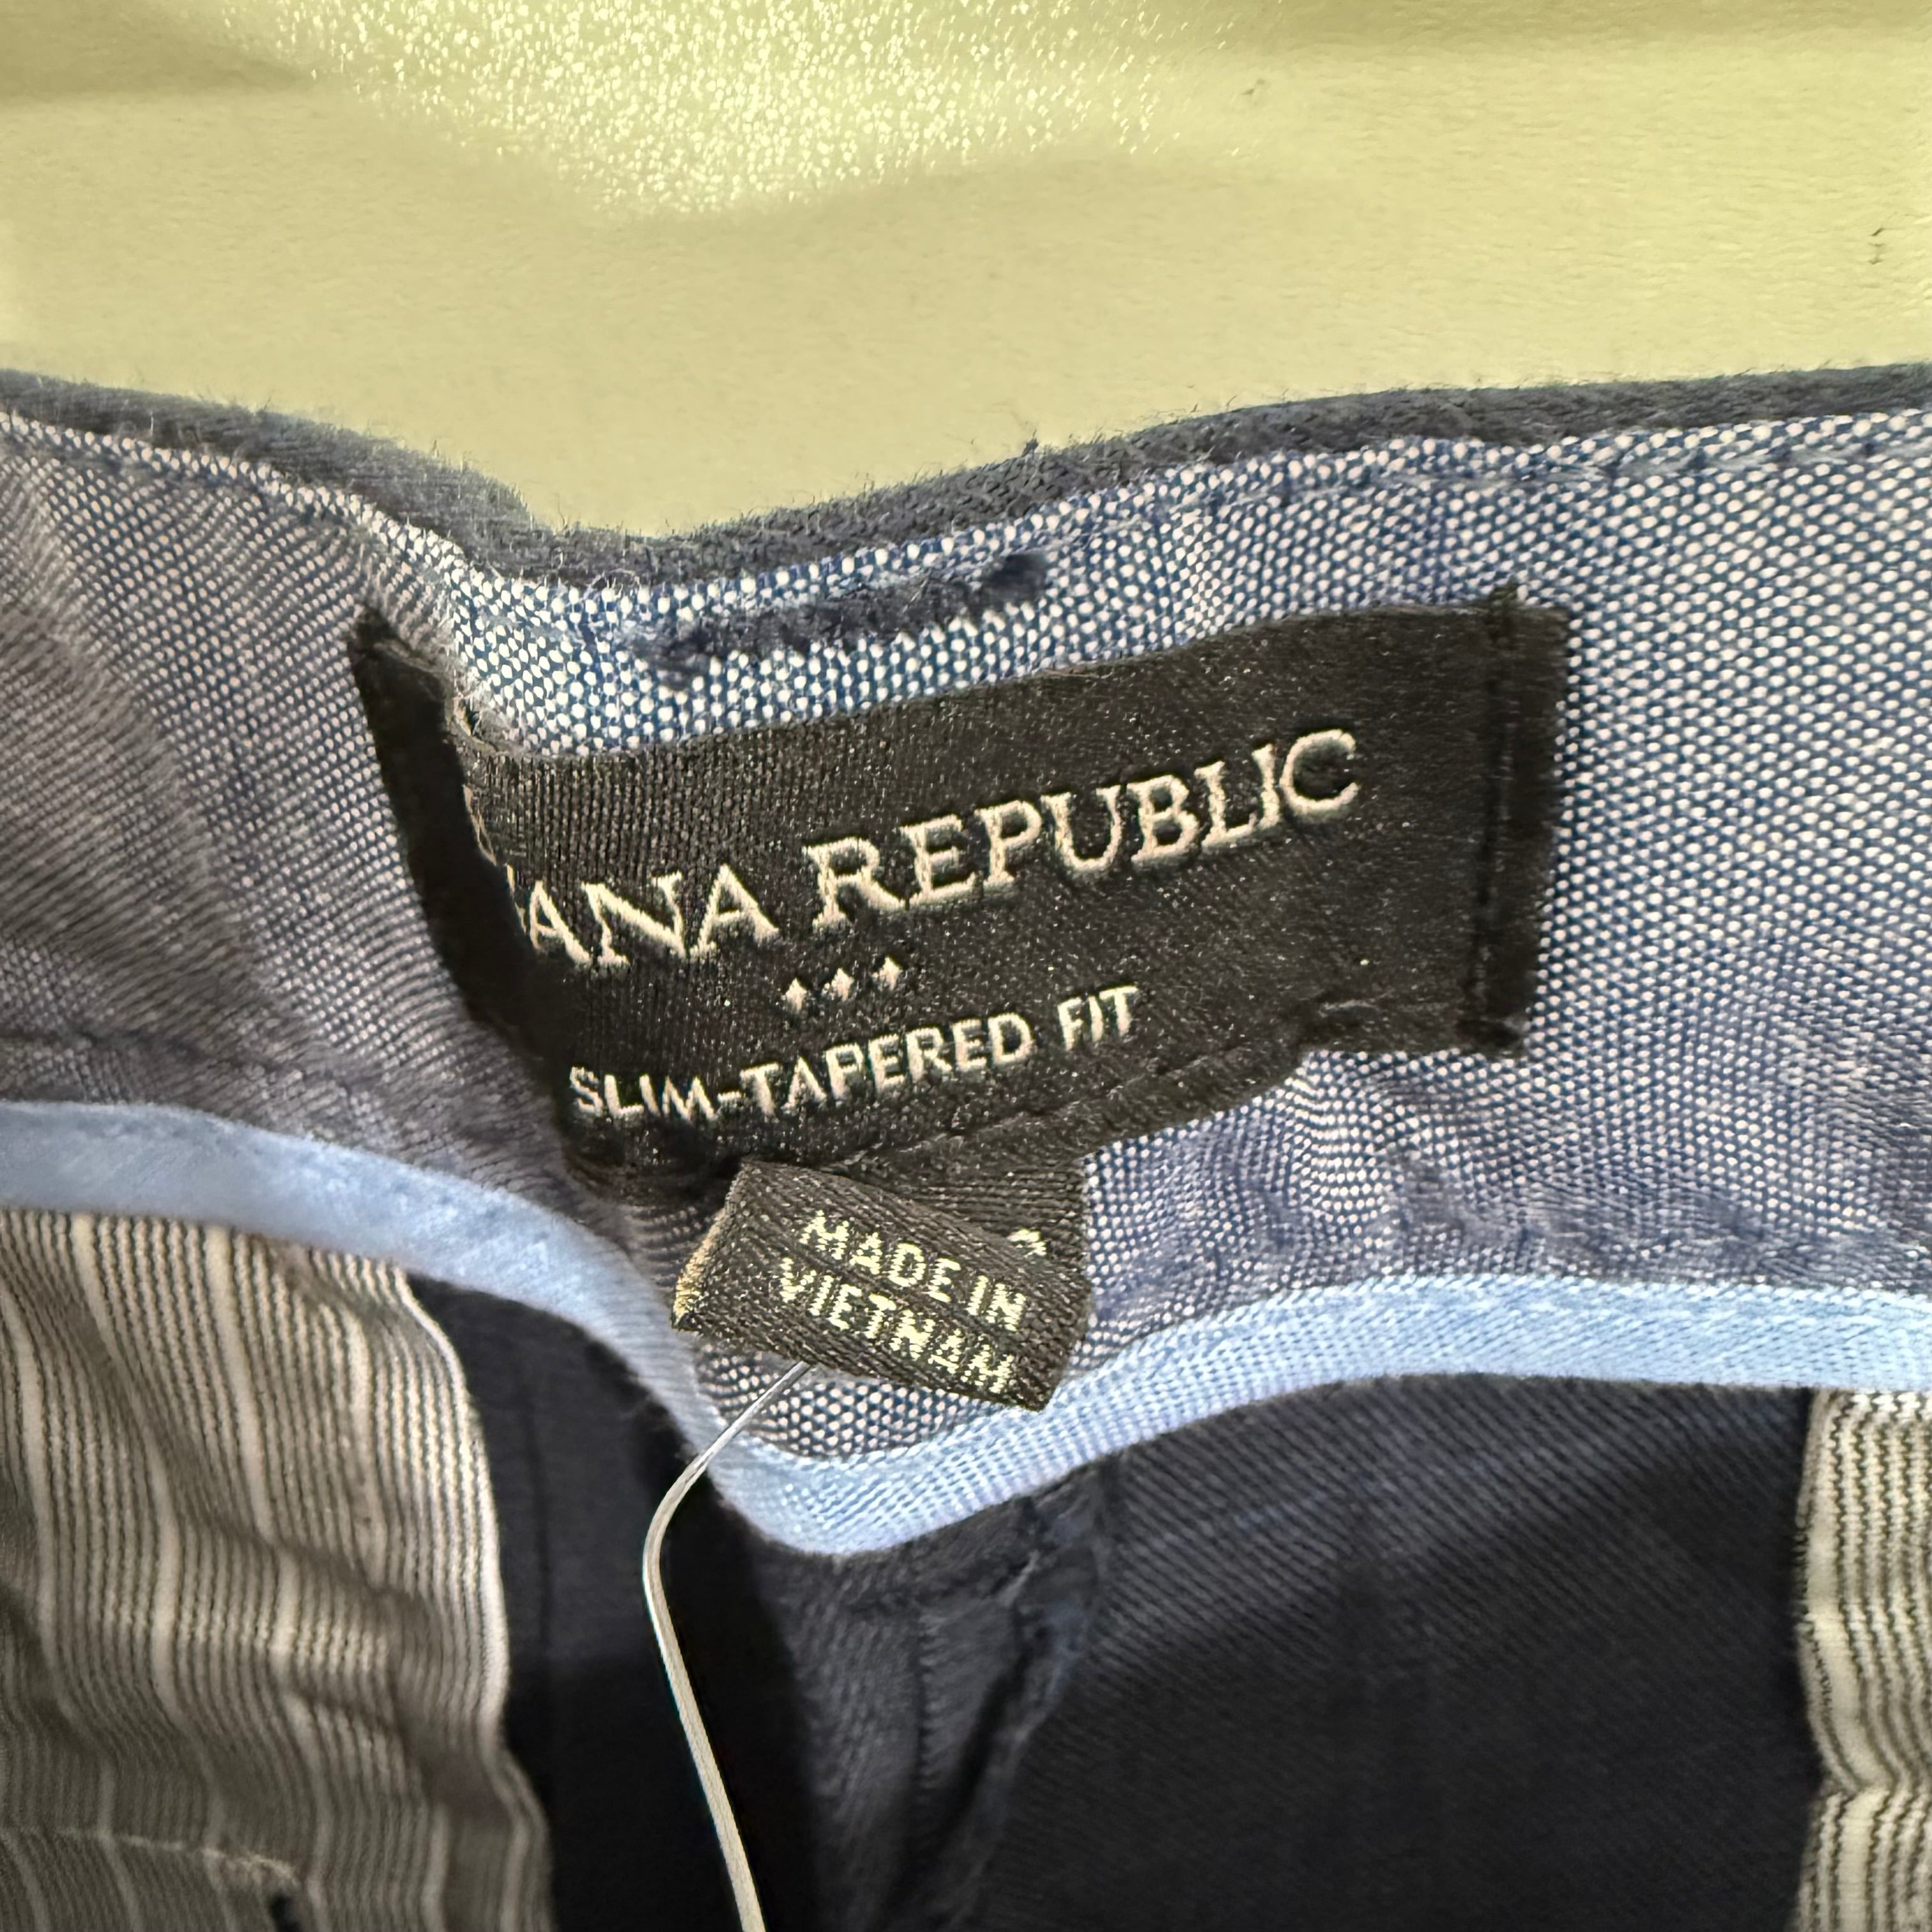 ANA REPUBLIC
SLIM-TAPERED FIT
MADE IN
VIETNAM